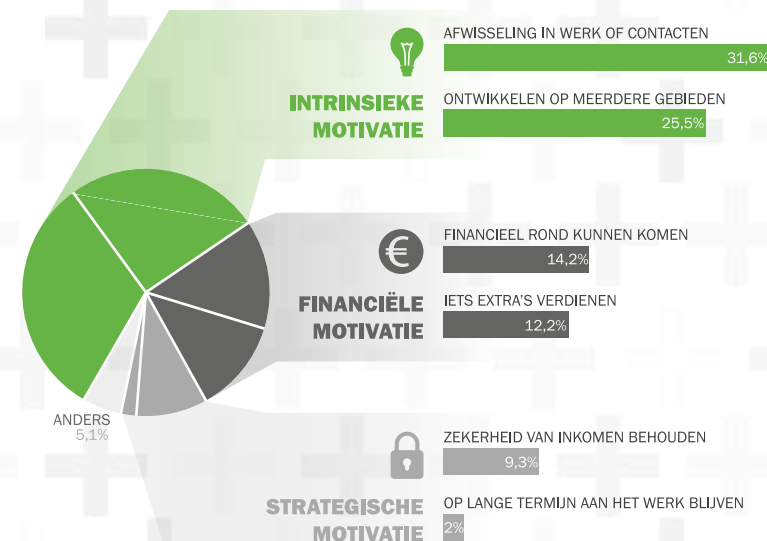 AFWISSELING IN WERK OF CONTACTEN
31,6%
INTRINSIEKE
MOTIVATIE
ONTWIKKELEN OP MEERDERE GEBIEDEN
25,5%
FINANCIEEL ROND KUNNEN KOMEN
€
14,2%
FINANCIËLE
MOTIVATIE
IETS EXTRA'S VERDIENEN
12,2%
ANDERS
5,1%
ZEKERHEID VAN INKOMEN BEHOUDEN
9,3%
STRATEGISCHE
MOTIVATIE
OP LANGE TERMIJN AAN HET WERK BLIJVEN
2%